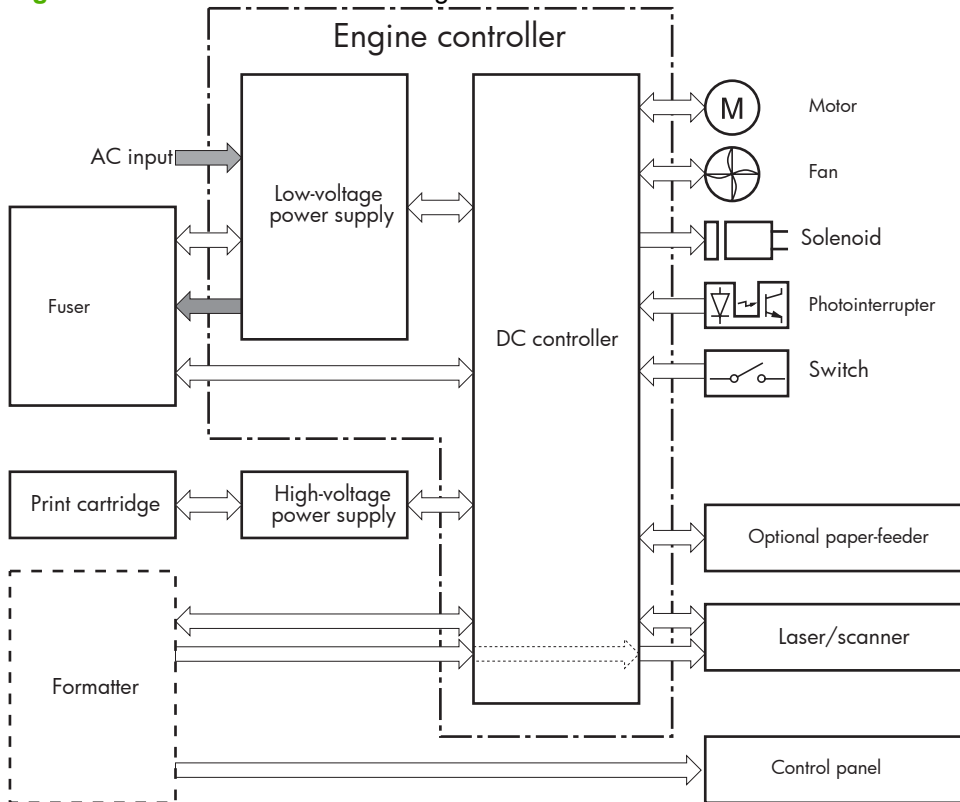 Engine controller
AC input
Low-voltage
power supply
Fuser
DC controller
M
Motor
Fan
Solenoid
Photointerrupter
Switch
Print cartridge
High-voltage
power supply
Optional paper-feeder
Laser/scanner
Formatter
Control panel